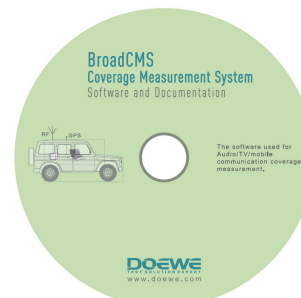 BroadCMS
Coverage Measurement System
Software and Documentation
RF
GPS
The software used for
Audio/TV/mobile
communication coverage
measurement.
DOEWE
TEST SOLUTION EXPERT
www.doewe.com